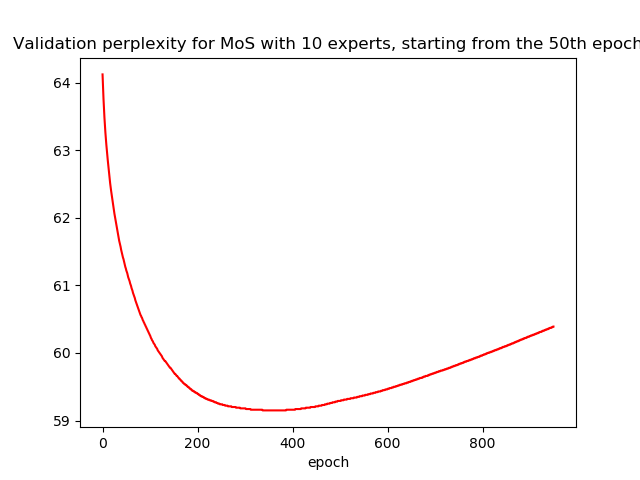 Validation perplexity for MoS with 10 experts, starting from the 50th epoch
64
63
62
61
60
59
0 200 400 600 800
epoch